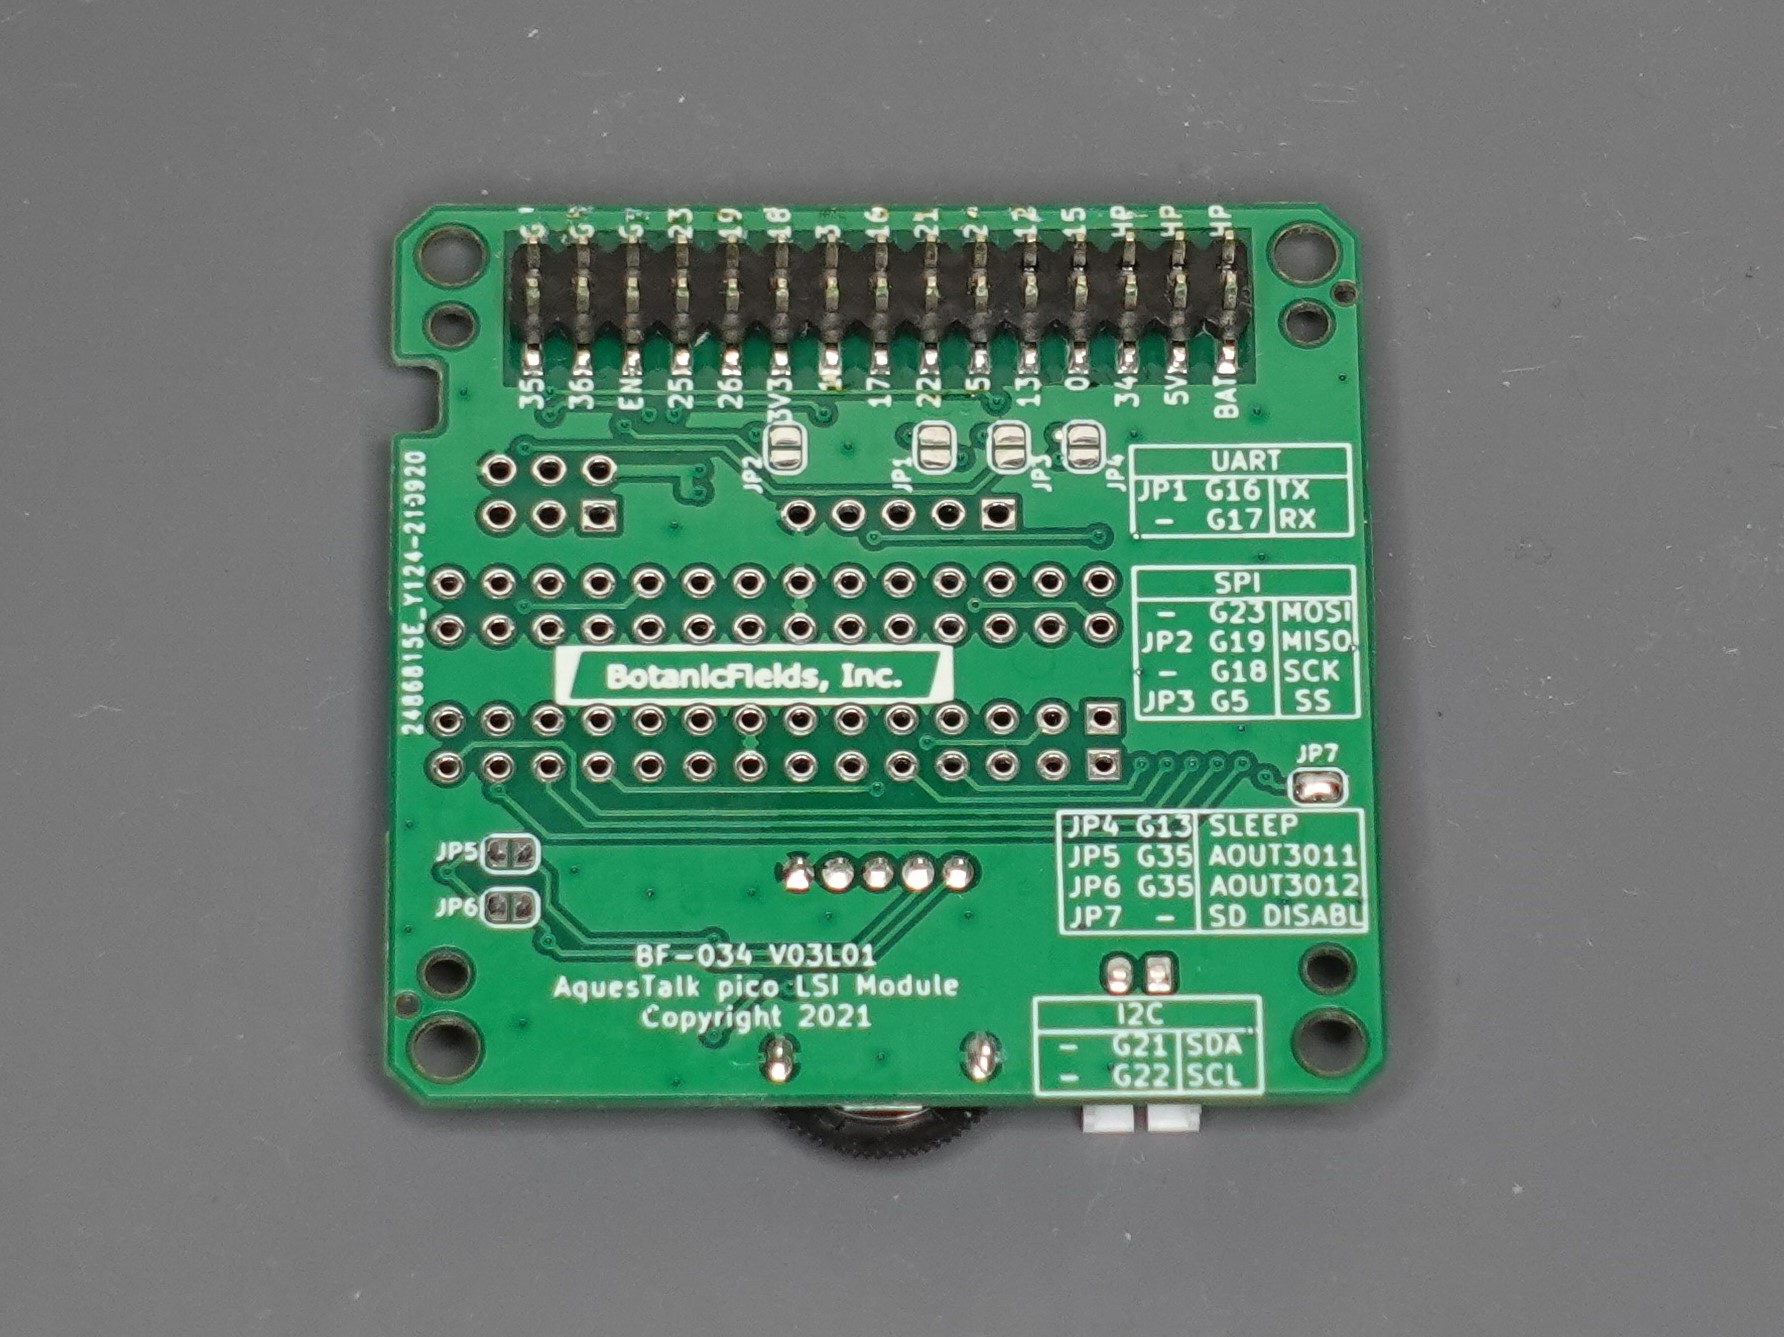 23 19 18 3 16 21 2 12 15 HP HP HP
35 36 EN 25 26 3V3 1 17 22 5 13 0 34 5V BAT
JP2 JP1 JP3 JP4
UART
JP1 G16 TX
- G17 RX
2486815E_Y124-210920
SPI
- G23 MOSI
JP2 G19 MISO
- G18 SCK
JP3 G5 SS
BotanicFields, Inc.
JP7
JP4 G13 SLEEP
JP5 G35 AOUT3011
JP6 G35 AOUT3012
JP7 - SD DISABL
JP5
JP6
BF-034 V03L01
AquesTalk pico LSI Module
Copyright 2021
I2C
- G21 SDA
- G22 SCL